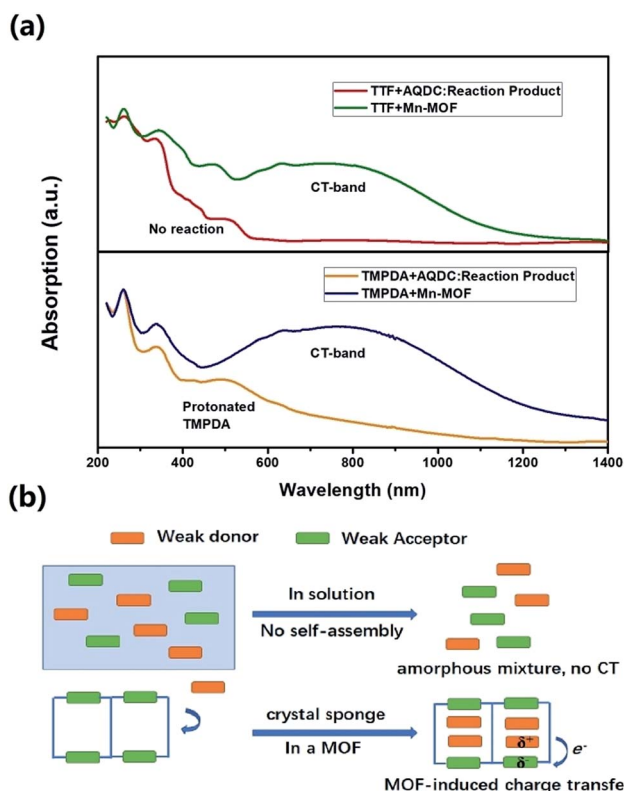 (a)
Absorption (a.u.)
TTF+AQDC:Reaction Product
TTF+Mn-MOF
CT-band
No reaction
TMPDA+AQDC:Reaction Product
TMPDA+Mn-MOF
CT-band
Protonated
TMPDA
200 400 600 800 1000 1200 1400
Wavelength (nm)
(b)
Weak donor Weak Acceptor
In solution
No self-assembly
amorphous mixture, no CT
crystal sponge
In a MOF
δ+
e-
δ-
MOF-induced charge transfe